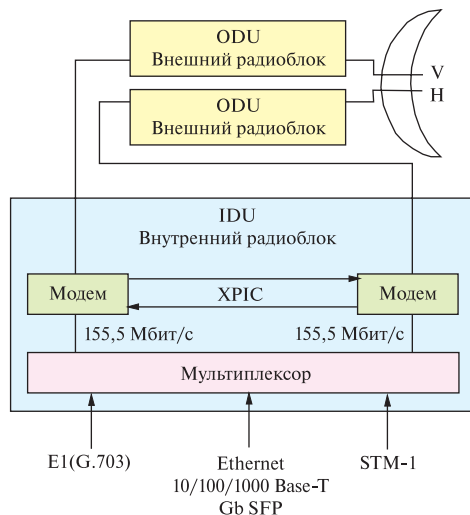 ODU
Внешний радиоблок
V
ODU
Внешний радиоблок
H
IDU
Внутренний радиоблок
Модем
XPIC
Модем
155,5 Мбит/с
155,5 Мбит/с
Мультиплексор
E1(G.703)
Ethernet
10/100/1000 Base-T
Gb SFP
STM-1